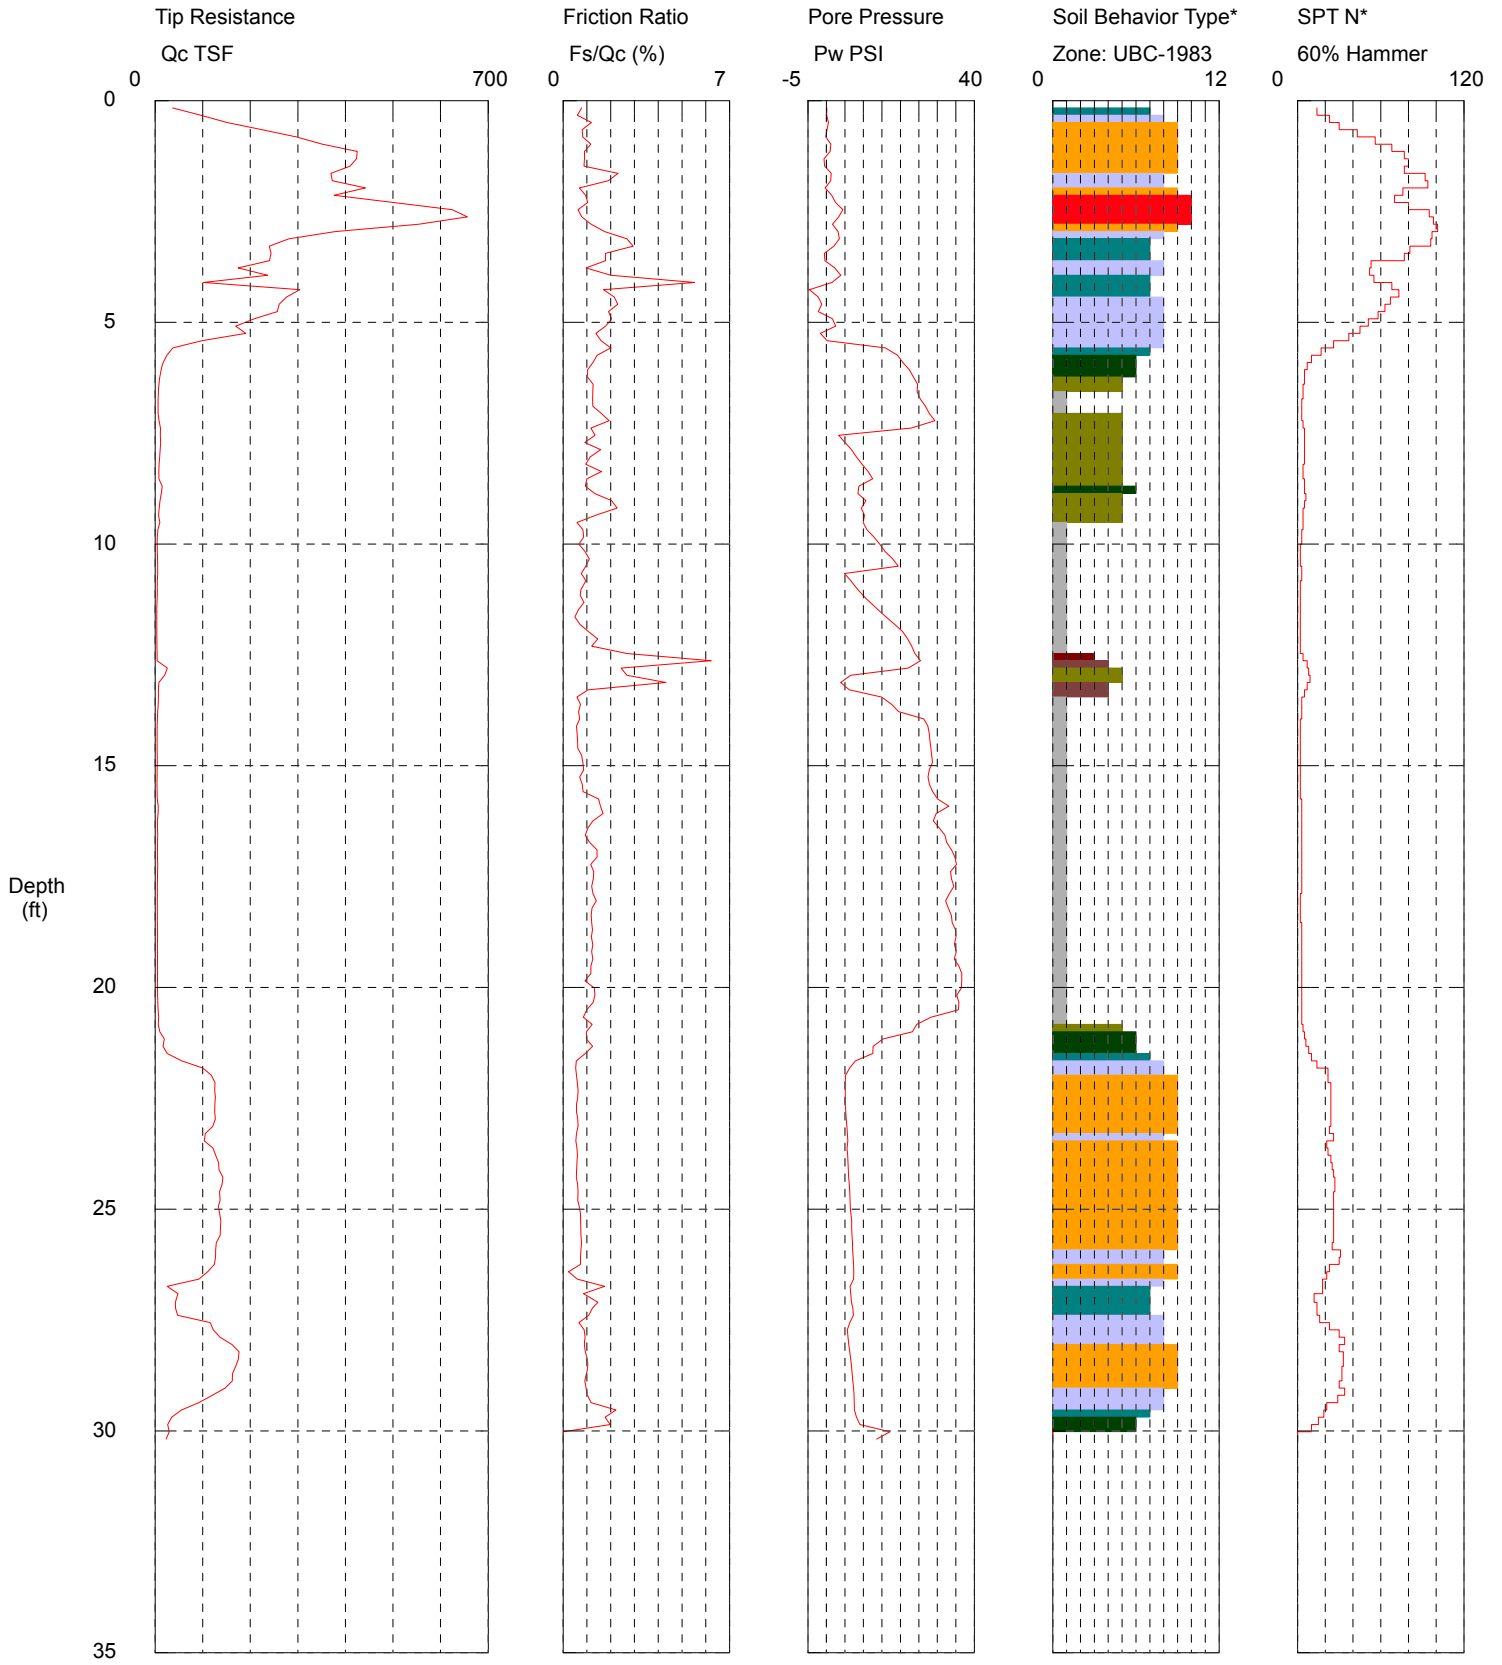 Tip Resistance
Friction Ratio
Pore Pressure
Soil Behavior Type*
SPT N*
Qc TSF
Fs/Qc (%)
Pw PSI
Zone: UBC-1983
60% Hammer
0 700
0 7
-5 40
0 12
0 120
0
5
10
15
Depth
(ft)
20
25
30
35